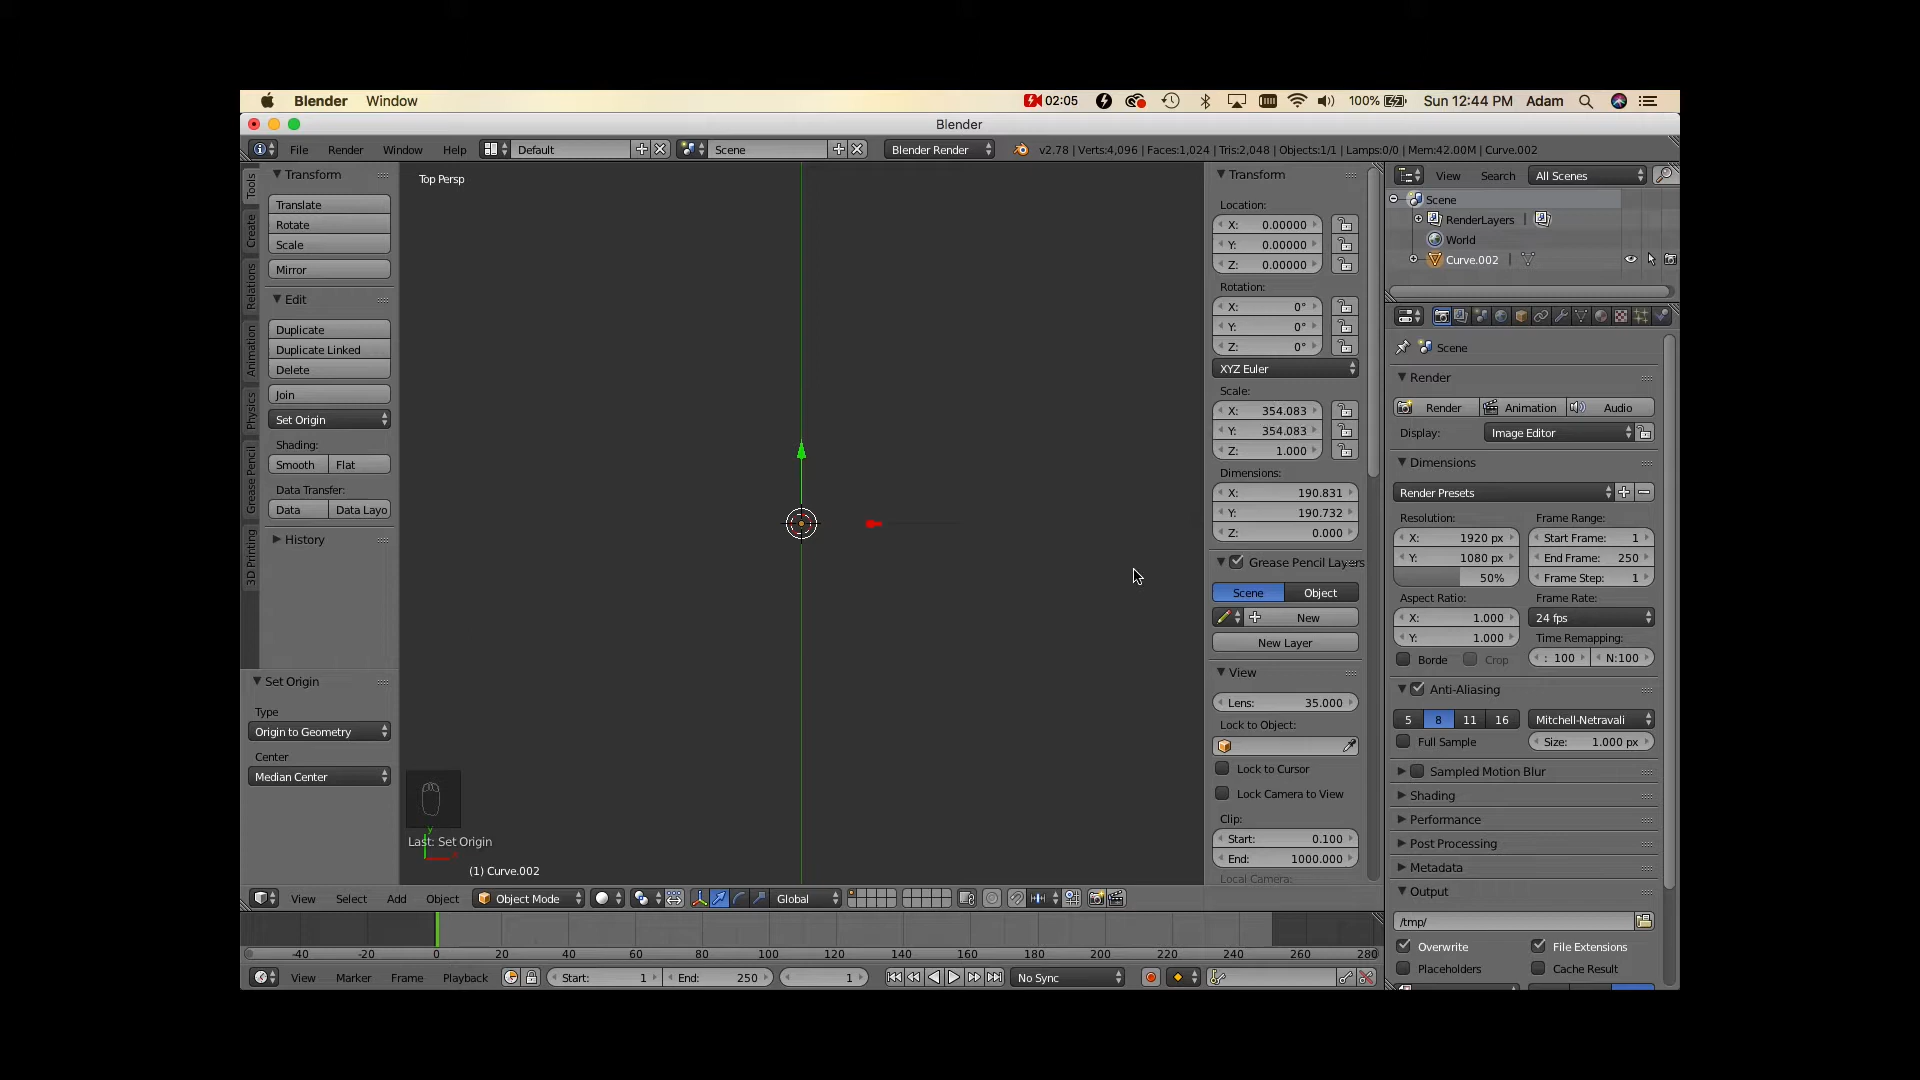 Blender Window 02:05 100% Sun 12:44 PM Adam
Blender
File Render Window Help Default Scene Blender Render v2.78 | Verts:4,096 | Faces:1,024 | Tris:2,048 | Objects:1/1 | Lamps:0/0 | Mem:42.00M | Curve.002
Tools
Create
Relations
Animation
Physics
Grease Pencil
3D Printing
Transform
Translate
Rotate
Scale
Mirror
Edit
Duplicate
Duplicate Linked
Delete
Join
Set Origin
Shading:
Smooth Flat
Data Transfer:
Data Data Layo
History
Set Origin
Type
Origin to Geometry
Center
Median Center
Top Persp
y
Last: Set Origin
(1) Curve.002
Transform
Location:
X: 0.00000
Y: 0.00000
Z: 0.00000
Rotation:
X: 0°
Y: 0°
Z: 0°
XYZ Euler
Scale:
X: 354.083
Y: 354.083
Z: 1.000
Dimensions:
X: 190.831
Y: 190.732
Z: 0.000
Grease Pencil Layers
Scene Object
New
New Layer
View
Lens: 35.000
Lock to Object:
Lock to Cursor
Lock Camera to View
Clip:
Start: 0.100
End: 1000.000
Local Camera:
View Search All Scenes
Scene
RenderLayers |
World
Curve.002 |
Scene
Render
Render Animation Audio
Display: Image Editor
Dimensions
Render Presets
Resolution: Frame Range:
X: 1920 px Start Frame: 1
Y: 1080 px End Frame: 250
50% Frame Step: 1
Aspect Ratio: Frame Rate:
X: 1.000 24 fps
Y: 1.000 Time Remapping:
Borde Crop : 100 N:100
Anti-Aliasing
5 8 11 16 Mitchell-Netravali
Full Sample Size: 1.000 px
Sampled Motion Blur
Shading
Performance
Post Processing
Metadata
Output
/tmp/
Overwrite File Extensions
Placeholders Cache Result
View Select Add Object Object Mode Global
-40 -20 0 20 40 60 80 100 120 140 160 180 200 220 240 260 280
View Marker Frame Playback Start: 1 End: 250 1 No Sync